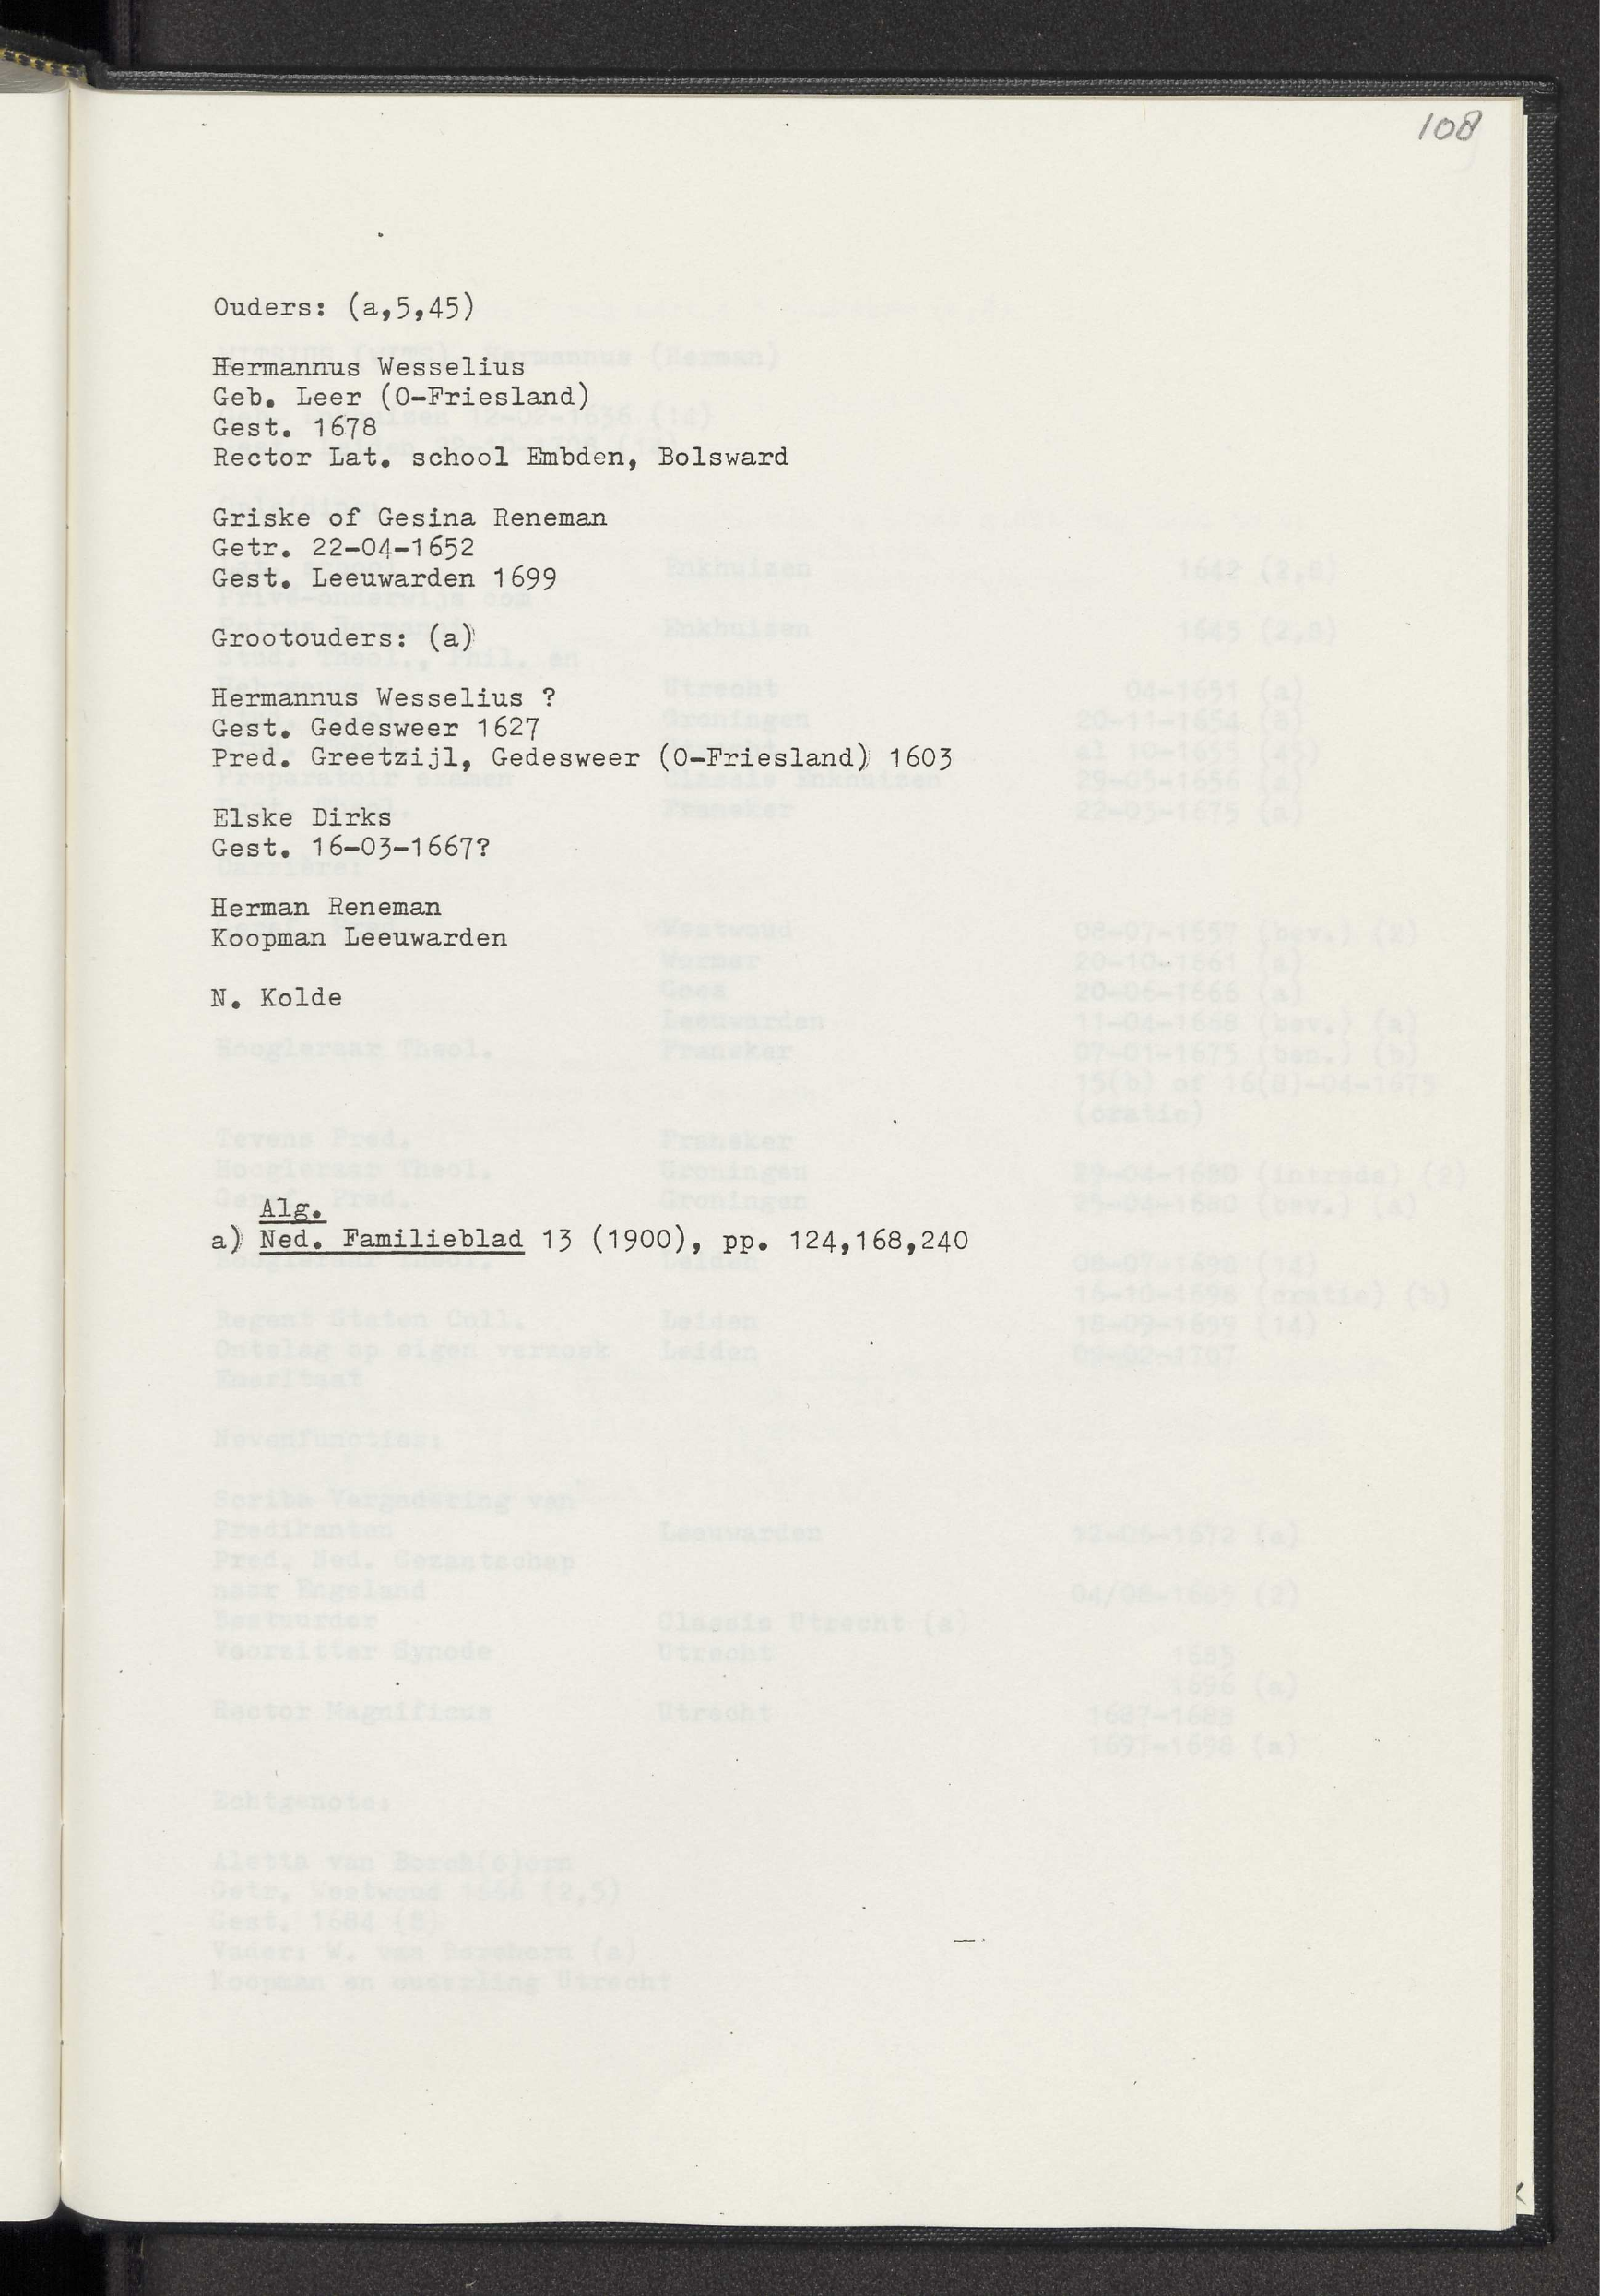 108
Ouders: (a,5,45)
Hermannus Wesselius
Geb. Leer (O-Friesland)
Gest. 1678
Rector Lat. school Embden, Bolsward
Griske of Gesina Reneman
Getr. 22-04-1652
Gest. Leeuwarden 1699
Grootouders: (a)
Hermannus Wesselius ?
Gest. Gedesweer 1627
Pred. Greetzijl, Gedesweer (O-Friesland) 1603
Elske Dirks
Gest. 16-03-1667?
Herman Reneman
Koopman Leeuwarden
N. Kolde
Alg.
a) Ned. Familieblad 13 (1900), pp. 124,168,240